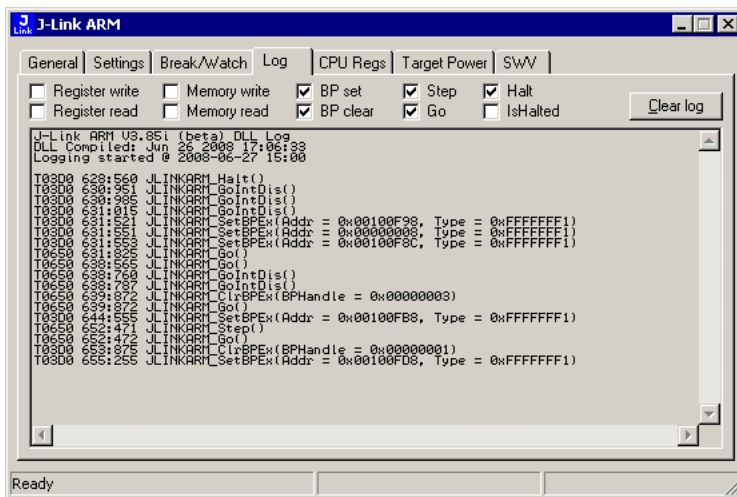 J-Link ARM
General Settings Break/Watch Log CPU Regs Target Power SWV
Register write Memory write BP set Step Halt
Register read Memory read BP clear Go IsHalted Clear log
J-Link ARM V3.85i (beta) DLL Log
DLL Compiled: Jun 26 2008 17:06:33
Logging started @ 2008-06-27 15:00
T03D0 628:560 JLINKARM_Halt()
T03D0 630:951 JLINKARM_GoIntDis()
T03D0 630:985 JLINKARM_GoIntDis()
T03D0 631:015 JLINKARM_GoIntDis()
T03D0 631:521 JLINKARM_SetBPEx(Addr = 0x00100F98, Type = 0xFFFFFFF1)
T03D0 631:551 JLINKARM_SetBPEx(Addr = 0x00000008, Type = 0xFFFFFFF1)
T03D0 631:553 JLINKARM_SetBPEx(Addr = 0x00100F8C, Type = 0xFFFFFFF1)
T0650 631:825 JLINKARM_Go()
T0650 638:565 JLINKARM_Go()
T0650 638:760 JLINKARM_GoIntDis()
T0650 638:787 JLINKARM_GoIntDis()
T0650 639:872 JLINKARM_ClrBPEx(BPHandle = 0x00000003)
T0650 639:872 JLINKARM_Go()
T03D0 644:555 JLINKARM_SetBPEx(Addr = 0x00100FB8, Type = 0xFFFFFFF1)
T0650 652:471 JLINKARM_Step()
T0650 652:472 JLINKARM_Go()
T03D0 653:875 JLINKARM_ClrBPEx(BPHandle = 0x00000001)
T03D0 655:255 JLINKARM_SetBPEx(Addr = 0x00100FD8, Type = 0xFFFFFFF1)
Ready